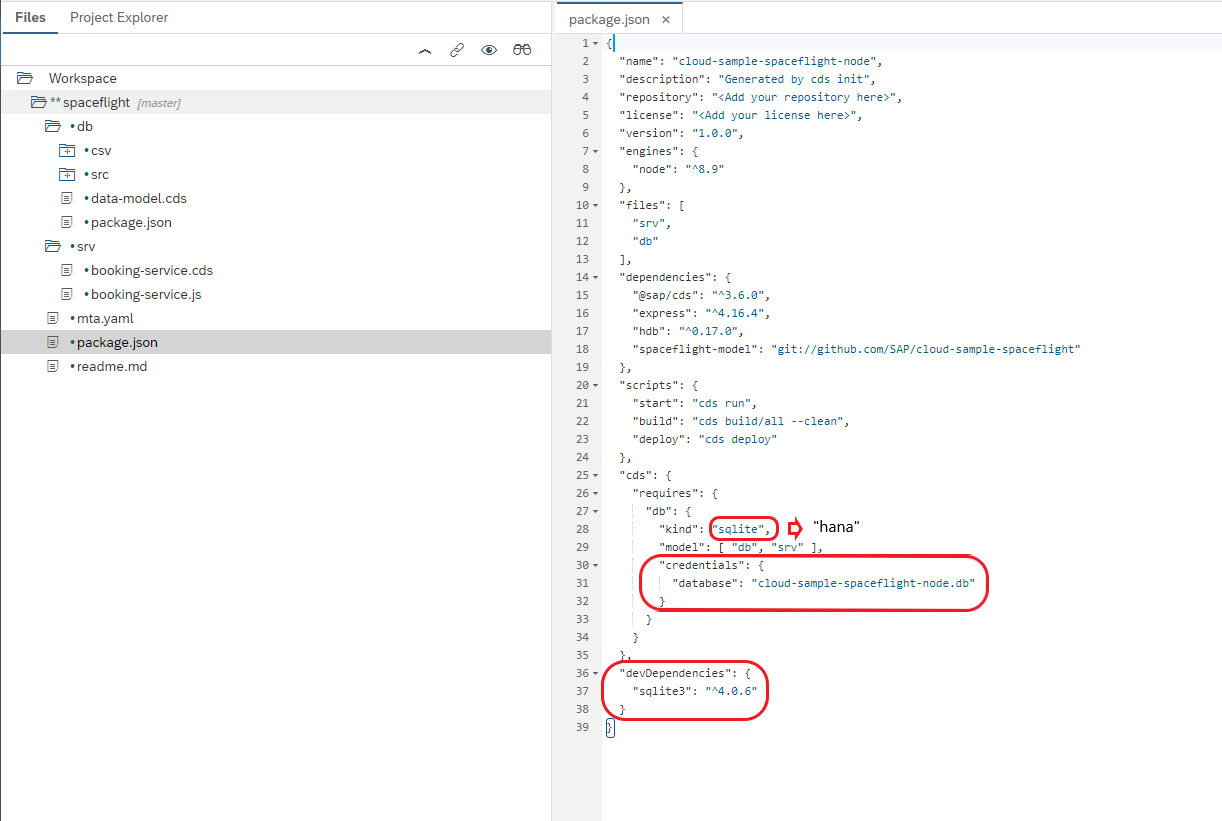 Files Project Explorer
Workspace
** spaceflight [master]
•db
•csv
•src
•data-model.cds
•package.json
•srv
•booking-service.cds
•booking-service.js
•mta.yaml
•package.json
•readme.md
package.json ×
1 {
2 "name": "cloud-sample-spaceflight-node",
3 "description": "Generated by cds init",
4 "repository": "<Add your repository here>",
5 "license": "<Add your license here>",
6 "version": "1.0.0",
7 "engines": {
8 "node": "^8.9"
9 },
10 "files": [
11 "srv",
12 "db"
13 ],
14 "dependencies": {
15 "@sap/cds": "^3.6.0",
16 "express": "^4.16.4",
17 "hdb": "^0.17.0",
18 "spaceflight-model": "git://github.com/SAP/cloud-sample-spaceflight"
19 },
20 "scripts": {
21 "start": "cds run",
22 "build": "cds build/all --clean",
23 "deploy": "cds deploy"
24 },
25 "cds": {
26 "requires": {
27 "db": {
28 "kind": "sqlite", "hana"
29 "model": [ "db", "srv" ],
30 "credentials": {
31 "database": "cloud-sample-spaceflight-node.db"
32 }
33 }
34 }
35 },
36 "devDependencies": {
37 "sqlite3": "^4.0.6"
38 }
39 }